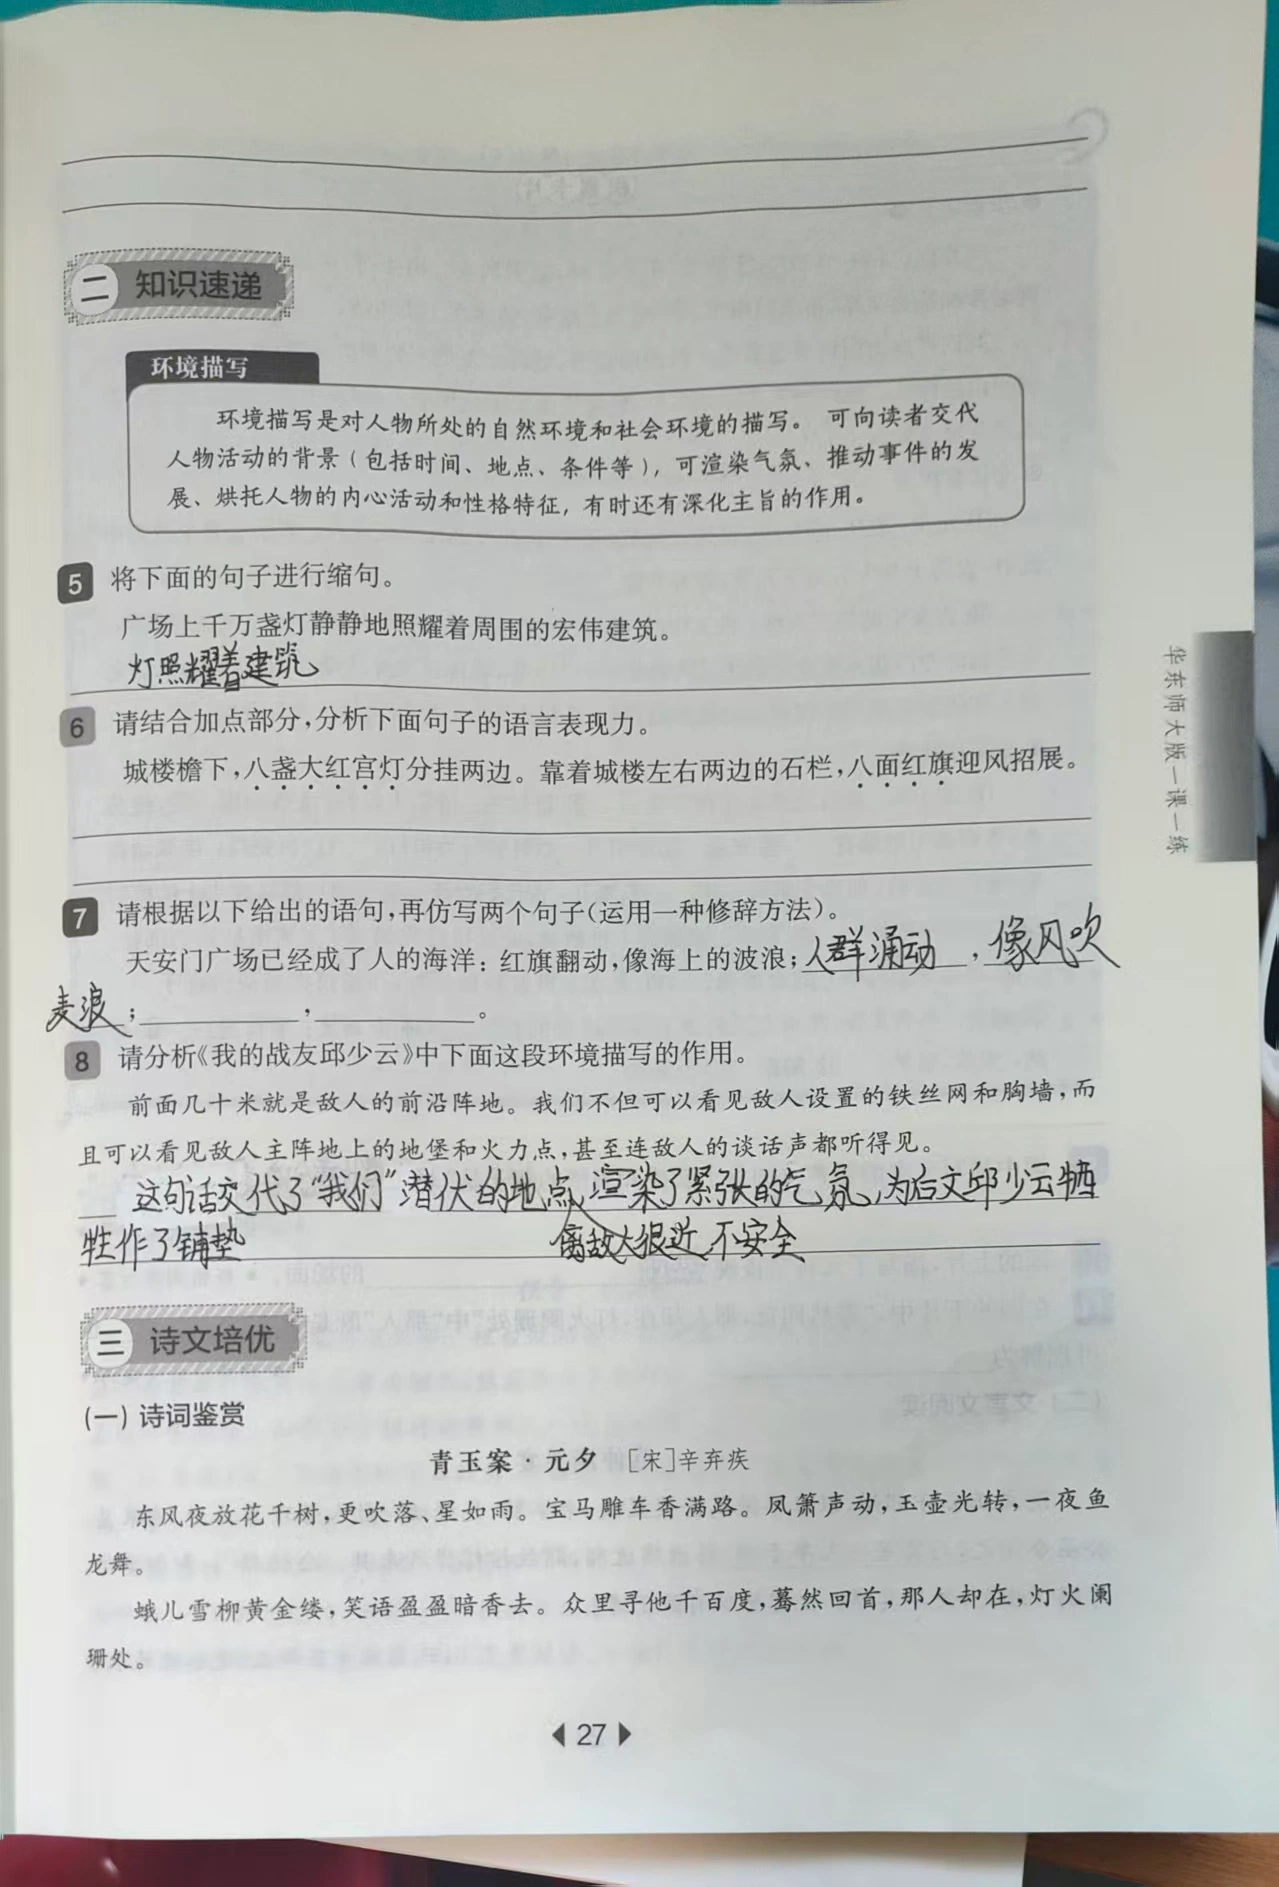 二 知识速递
环境描写
环境描写是对人物所处的自然环境和社会环境的描写。可向读者交代
人物活动的背景（包括时间、地点、条件等），可渲染气氛、推动事件的发
展、烘托人物的内心活动和性格特征，有时还有深化主旨的作用。
5 将下面的句子进行缩句。
广场上千万盏灯静静地照耀着周围的宏伟建筑。
灯照耀着建筑
6 请结合加点部分，分析下面句子的语言表现力。
城楼檐下，八盏大红宫灯分挂两边。靠着城楼左右两边的石栏，八面红旗迎风招展。
7 请根据以下给出的语句，再仿写两个句子（运用一种修辞方法）。
天安门广场已经成了人的海洋：红旗翻动，像海上的波浪；人群涌动，像风吹
麦浪；，。
8 请分析《我的战友邱少云》中下面这段环境描写的作用。
前面几十米就是敌人的前沿阵地。我们不但可以看见敌人设置的铁丝网和胸墙，而
且可以看见敌人主阵地上的地堡和火力点，甚至连敌人的谈话声都听得见。
这句话交代了“我们”潜伏的地点，渲染了紧张的气氛，为后文邱少云牺
牲作了铺垫 离敌人很近，不安全
三 诗文培优
(一) 诗词鉴赏
青玉案·元夕 [宋]辛弃疾
东风夜放花千树，更吹落、星如雨。宝马雕车香满路。凤箫声动，玉壶光转，一夜鱼
龙舞。
蛾儿雪柳黄金缕，笑语盈盈暗香去。众里寻他千百度，蓦然回首，那人却在，灯火阑
珊处。
27
华东师大版一课一练